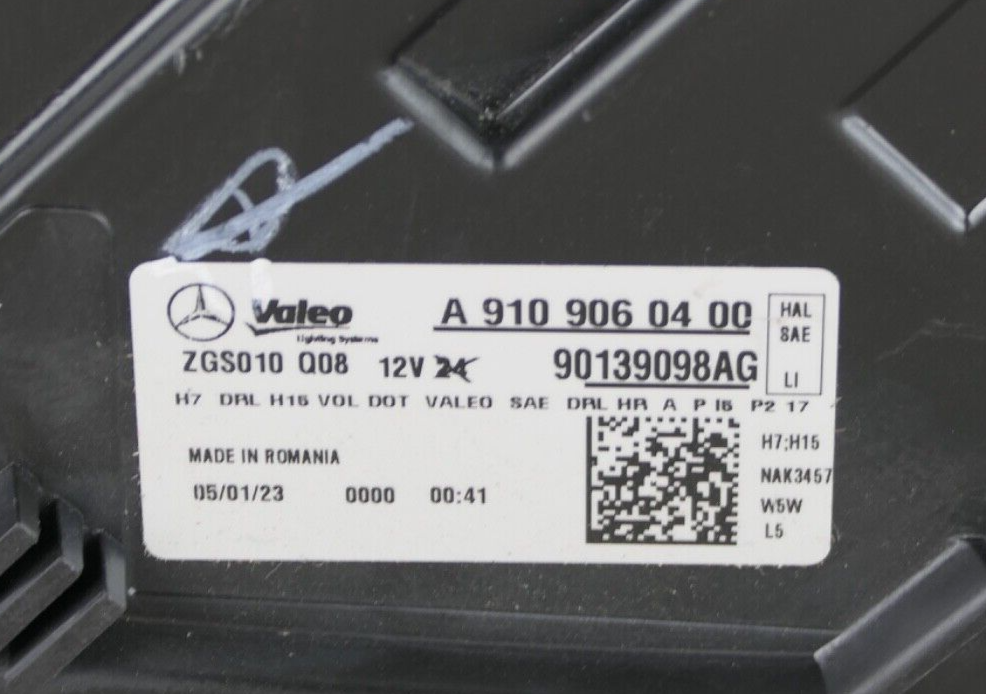 Valeo
Lighting Systems
A 910 906 04 00
HAL
SAE
LI
ZGS010 Q08 12V 24
90139098AG
H7 DRL H15 VOL DOT VALEO SAE DRL HR A P I5 P2 17
MADE IN ROMANIA
05/01/23 0000 00:41
H7;H15
NAK3457
W5W
L5